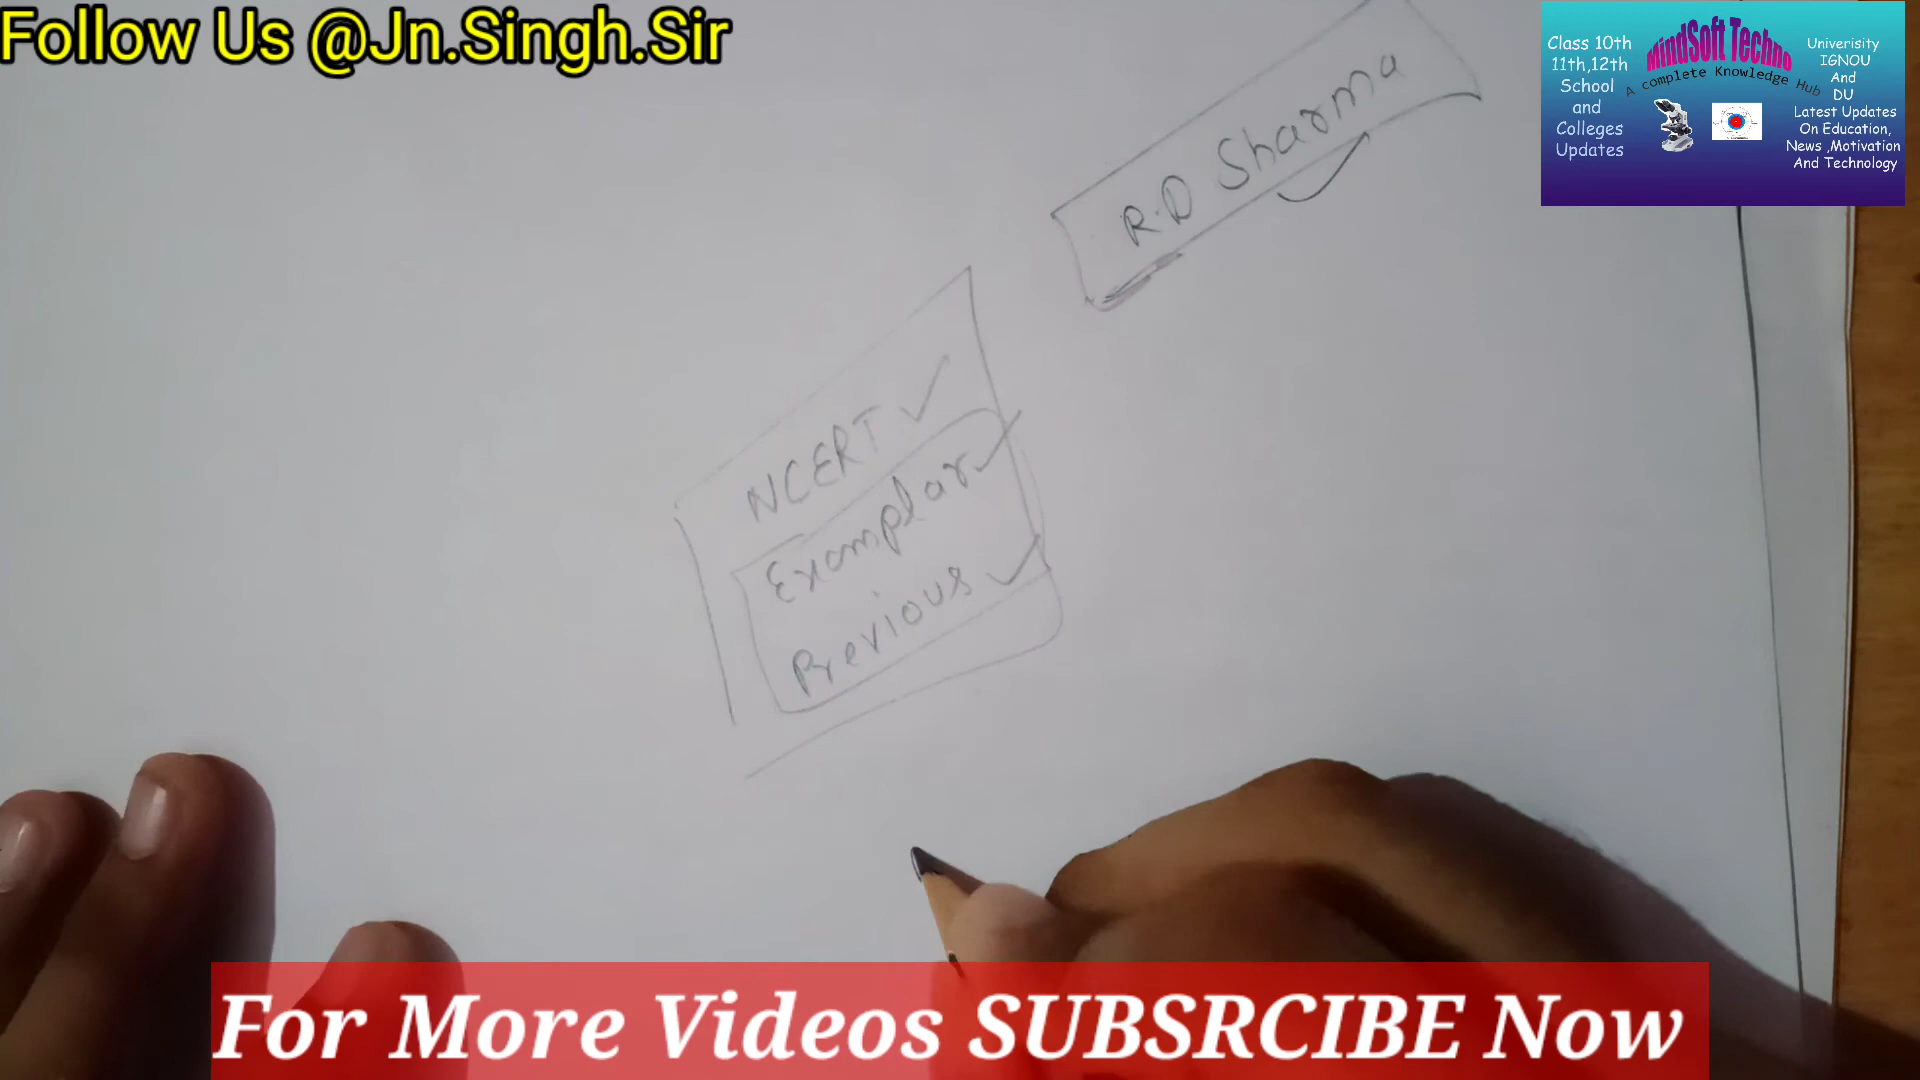 Follow Us @Jn.Singh.Sir
Class 10th
11th,12th
School
and
Colleges
Updates
MindSoft Techno
A complete Knowledge Hub
Univerisity
IGNOU
And
DU
Latest Updates
On Education,
News ,Motivation
And Technology
R.D Sharma
NCERT
Examplar
Previous
For More Videos SUBSRCIBE Now